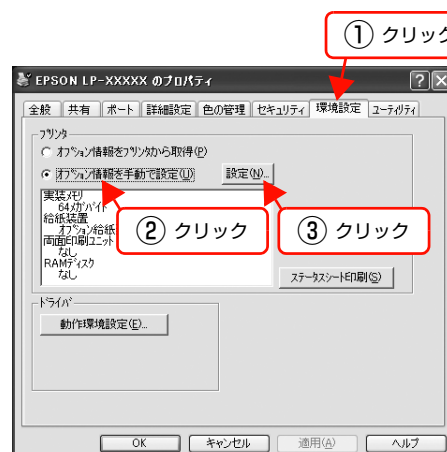 ① クリック
EPSON LP-XXXXX のプロパティ
全般 共有 ポート 詳細設定 色の管理 セキュリティ 環境設定 ユーティリティ
プリンタ
オプション情報をプリンタから取得(P)
オプション情報を手動で設定(U) 設定(N)...
実装メモリ
64メガバイト
給紙装置
オプション給紙
両面印刷ユニット
なし
RAMディスク
なし
② クリック
③ クリック
ステータスシート印刷(S)
ドライバ
動作環境設定(E)...
OK キャンセル 適用(A) ヘルプ